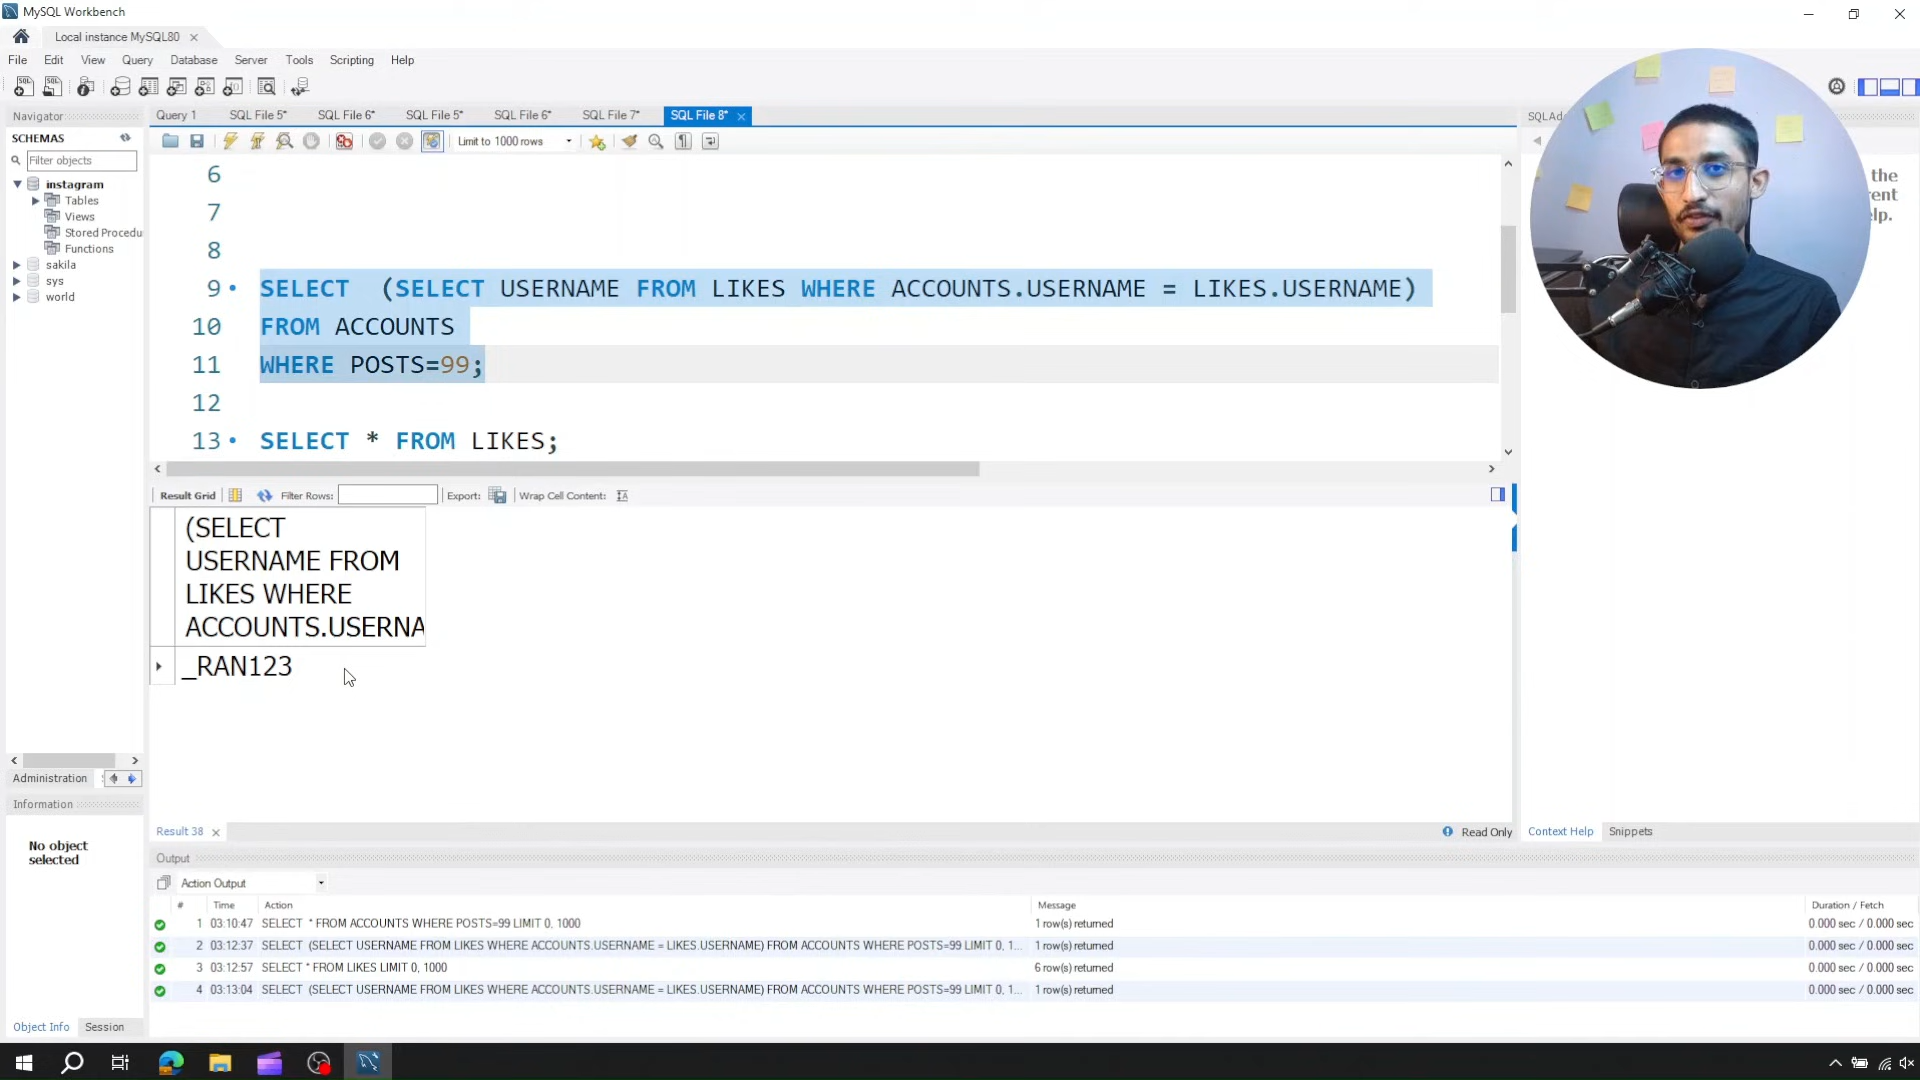 MySQL Workbench
Local instance MySQL80
File Edit View Query Database Server Tools Scripting Help
Navigator
SCHEMAS
Filter objects
instagram
Tables
Views
Stored Procedu
Functions
sakila
sys
world
Administration
Information
No object
selected
Object Info Session
Query 1 SQL File 5* SQL File 6* SQL File 5* SQL File 6* SQL File 7* SQL File 8*
Limit to 1000 rows
6
7
8
9 SELECT (SELECT USERNAME FROM LIKES WHERE ACCOUNTS.USERNAME = LIKES.USERNAME)
10 FROM ACCOUNTS
11 WHERE POSTS=99;
12
13 SELECT * FROM LIKES;
Result Grid Filter Rows: Export: Wrap Cell Content:
(SELECT
USERNAME FROM
LIKES WHERE
ACCOUNTS.USERNA
_RAN123
Result 38
Read Only
SQLAd
the
rent
lp.
Context Help Snippets
Output
Action Output
# Time Action Message Duration / Fetch
1 03:10:47 SELECT * FROM ACCOUNTS WHERE POSTS=99 LIMIT 0, 1000 1 row(s) returned 0.000 sec / 0.000 sec
2 03:12:37 SELECT (SELECT USERNAME FROM LIKES WHERE ACCOUNTS.USERNAME = LIKES.USERNAME) FROM ACCOUNTS WHERE POSTS=99 LIMIT 0, 1... 1 row(s) returned 0.000 sec / 0.000 sec
3 03:12:57 SELECT * FROM LIKES LIMIT 0, 1000 6 row(s) returned 0.000 sec / 0.000 sec
4 03:13:04 SELECT (SELECT USERNAME FROM LIKES WHERE ACCOUNTS.USERNAME = LIKES.USERNAME) FROM ACCOUNTS WHERE POSTS=99 LIMIT 0, 1... 1 row(s) returned 0.000 sec / 0.000 sec